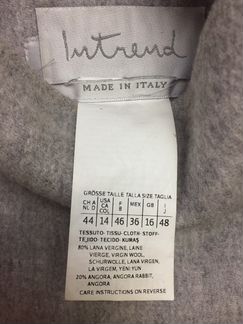 Intrend
MADE IN ITALY
GRÖSSE TAILLE TALLA SIZE TAGLIA
CH A NL D USA CA COL F B MEX GB I J
44 14 46 36 16 48
TESSUTO-TISSU-CLOTH-STOFF-
TEJIDO-TECIDO-KUMAŞ
80% LANA VERGINE, LAINE
VIERGE, VIRGIN WOOL,
SCHURWOLLE, LANA VIRGEN,
LA VIRGEM, YENI YUN
20% ANGORA, ANGORA RABBIT,
ANGORA
CARE INSTRUCTIONS ON REVERSE